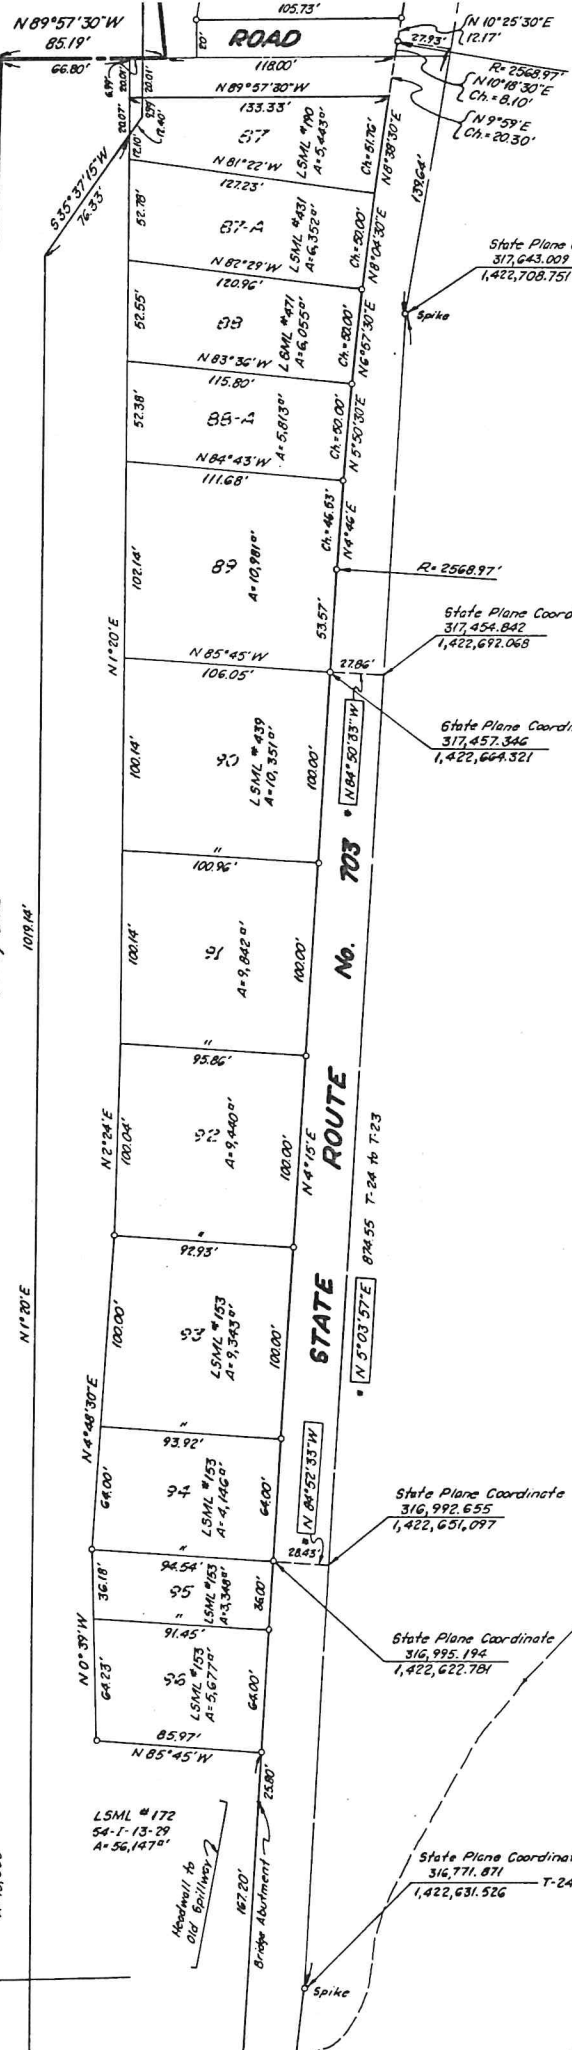 N 89°57'30"W
85.19'
66.80'
105.73'
20'
ROAD
118.00'
27.93'
N 10°25'30"E
12.17'
R= 2568.97'
N 10°18'30"E
Ch.= 8.10'
N 9°59'E
Ch.= 20.30'
139.64'
6.99'
20.01'
20.01'
20.07'
9.99'
12.40'
12.10'
S 35°37'15"W
76.33'
N 89°57'30"W
133.33'
87
LSML #190
A= 5,443▫'
Ch.=51.76'
N 8°38'30"E
N 81°22'W
127.23'
52.78'
87-A
LSML #431
A= 6,352▫'
Ch.=50.00'
N 8°04'30"E
State Plane
317,643.009
1,422,708.751
Spike
N 82°29'W
120.96'
52.55'
88
LSML #471
A= 6,055▫'
Ch.=50.00'
N 6°57'30"E
N 83°36'W
115.80'
52.38'
88-A
A= 5,813▫'
Ch.=50.00'
N 5°50'30"E
N 84°43'W
111.68'
102.14'
89
A= 10,981▫'
Ch.=46.63'
N 4°46'E
R= 2568.97'
53.57'
N 1°20'E
N 85°45'W
106.05'
27.86'
State Plane Coord
317,454.842
1,422,692.068
State Plane Coordi
317,457.346
1,422,664.321
* N 84°50'33"W
100.14'
90
LSML #439
A= 10,351▫'
100.00'
"
100.96'
1019.14'
100.14'
91
A= 9,842▫'
100.00'
"
95.86'
N 2°24'E
100.04'
92
A= 9,440▫'
100.00'
N 4°15'E
STATE ROUTE No. 703
"
92.93'
N 1°20'E
100.00'
93
LSML #153
A= 9,343▫'
100.00'
* N 5°03'57"E 874.55 T-24 to T-23
N 4°48'30"E
"
93.92'
64.00'
94
LSML #153
A= 4,146▫'
64.00'
* N 84°52'33"W
28.43'
State Plane Coordinate
316,992.655
1,422,651.097
"
94.54'
36.18'
95
LSML #153
A=3,348▫'
36.00'
"
91.45'
State Plane Coordinate
316,995.194
1,422,622.781
N 0°39'W
64.23'
96
LSML #153
A= 5,677▫'
64.00'
85.97'
N 85°45'W
25.80'
LSML #172
54-I-13-29
A= 56,147▫'
Headwall to
Old Spillway
167.20'
Bridge Abutment
State Plane Coordinat
316,771.871
1,422,631.526
T-24
Spike